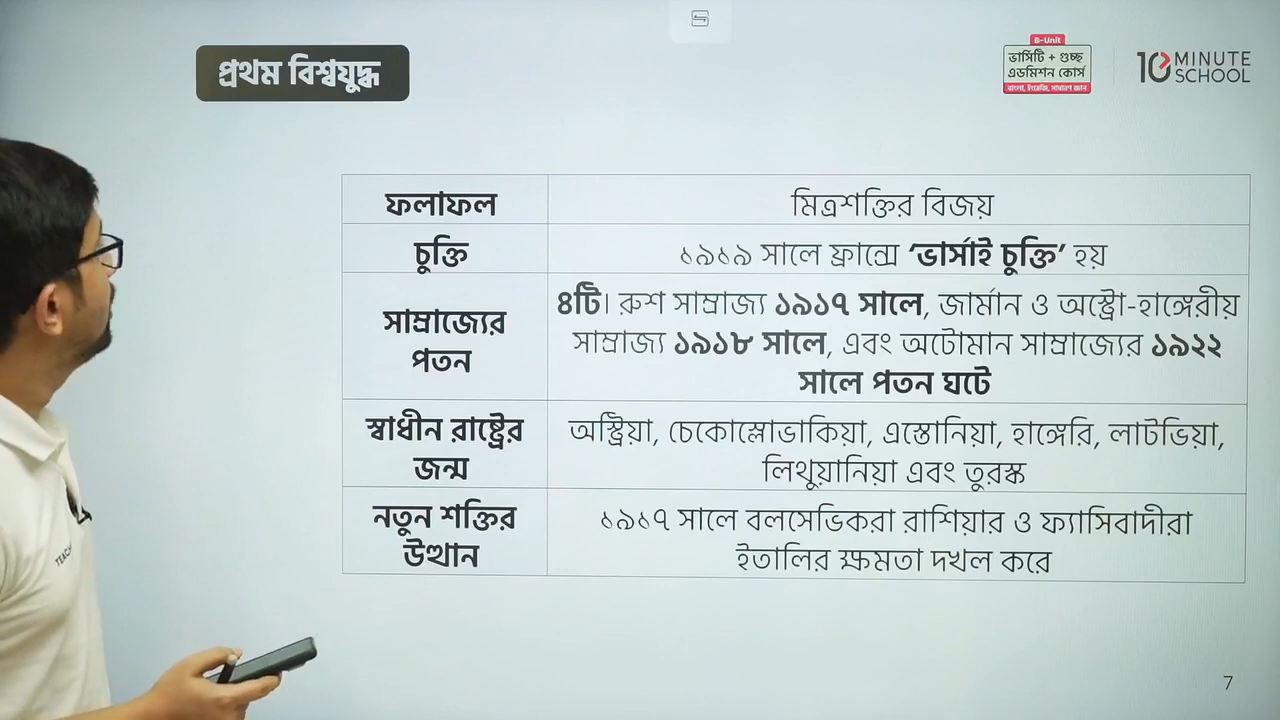 প্রথম বিশ্বযুদ্ধ
B-Unit
ভার্সিটি + গুচ্ছ
এডমিশন কোর্স
বাংলা, ইংরেজি, সাধারণ জ্ঞান
10 MINUTE
SCHOOL
ফলাফল
মিত্রশক্তির বিজয়
চুক্তি
১৯১৯ সালে ফ্রান্সে ‘ভার্সাই চুক্তি’ হয়
সাম্রাজ্যের
পতন
৪টি। রুশ সাম্রাজ্য ১৯১৭ সালে, জার্মান ও অস্ট্রো-হাঙ্গেরীয়
সাম্রাজ্য ১৯১৮ সালে, এবং অটোমান সাম্রাজ্যের ১৯২২
সালে পতন ঘটে
স্বাধীন রাষ্ট্রের
জন্ম
অস্ট্রিয়া, চেকোস্লোভাকিয়া, এস্তোনিয়া, হাঙ্গেরি, লাটভিয়া,
লিথুয়ানিয়া এবং তুরস্ক
নতুন শক্তির
উত্থান
১৯১৭ সালে বলসেভিকরা রাশিয়ার ও ফ্যাসিবাদীরা
ইতালির ক্ষমতা দখল করে
7